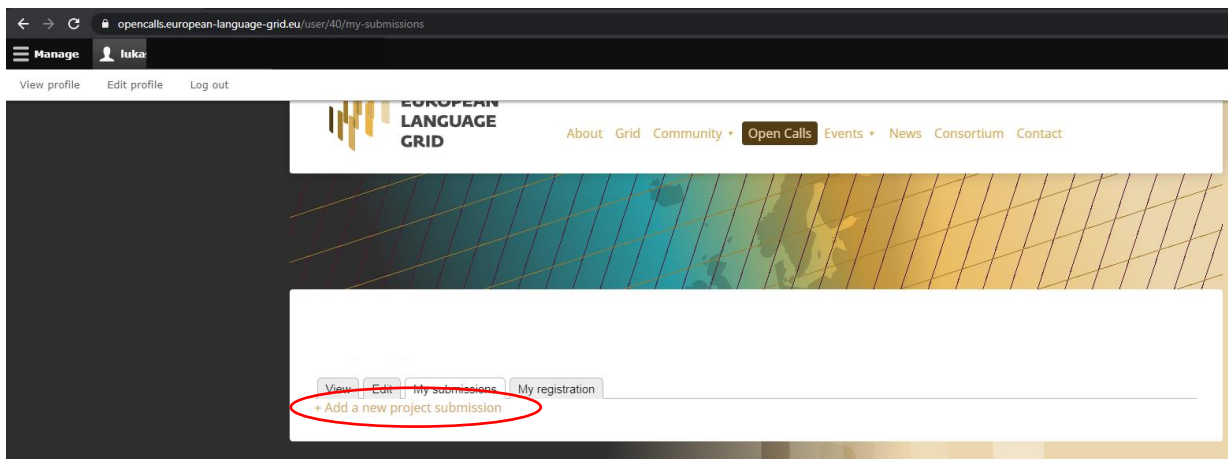 opencalls.european-language-grid.eu/user/40/my-submissions
Manage luka
View profile Edit profile Log out
EUROPEAN
LANGUAGE
GRID
About Grid Community Open Calls Events News Consortium Contact
View Edit My submissions My registration
+ Add a new project submission